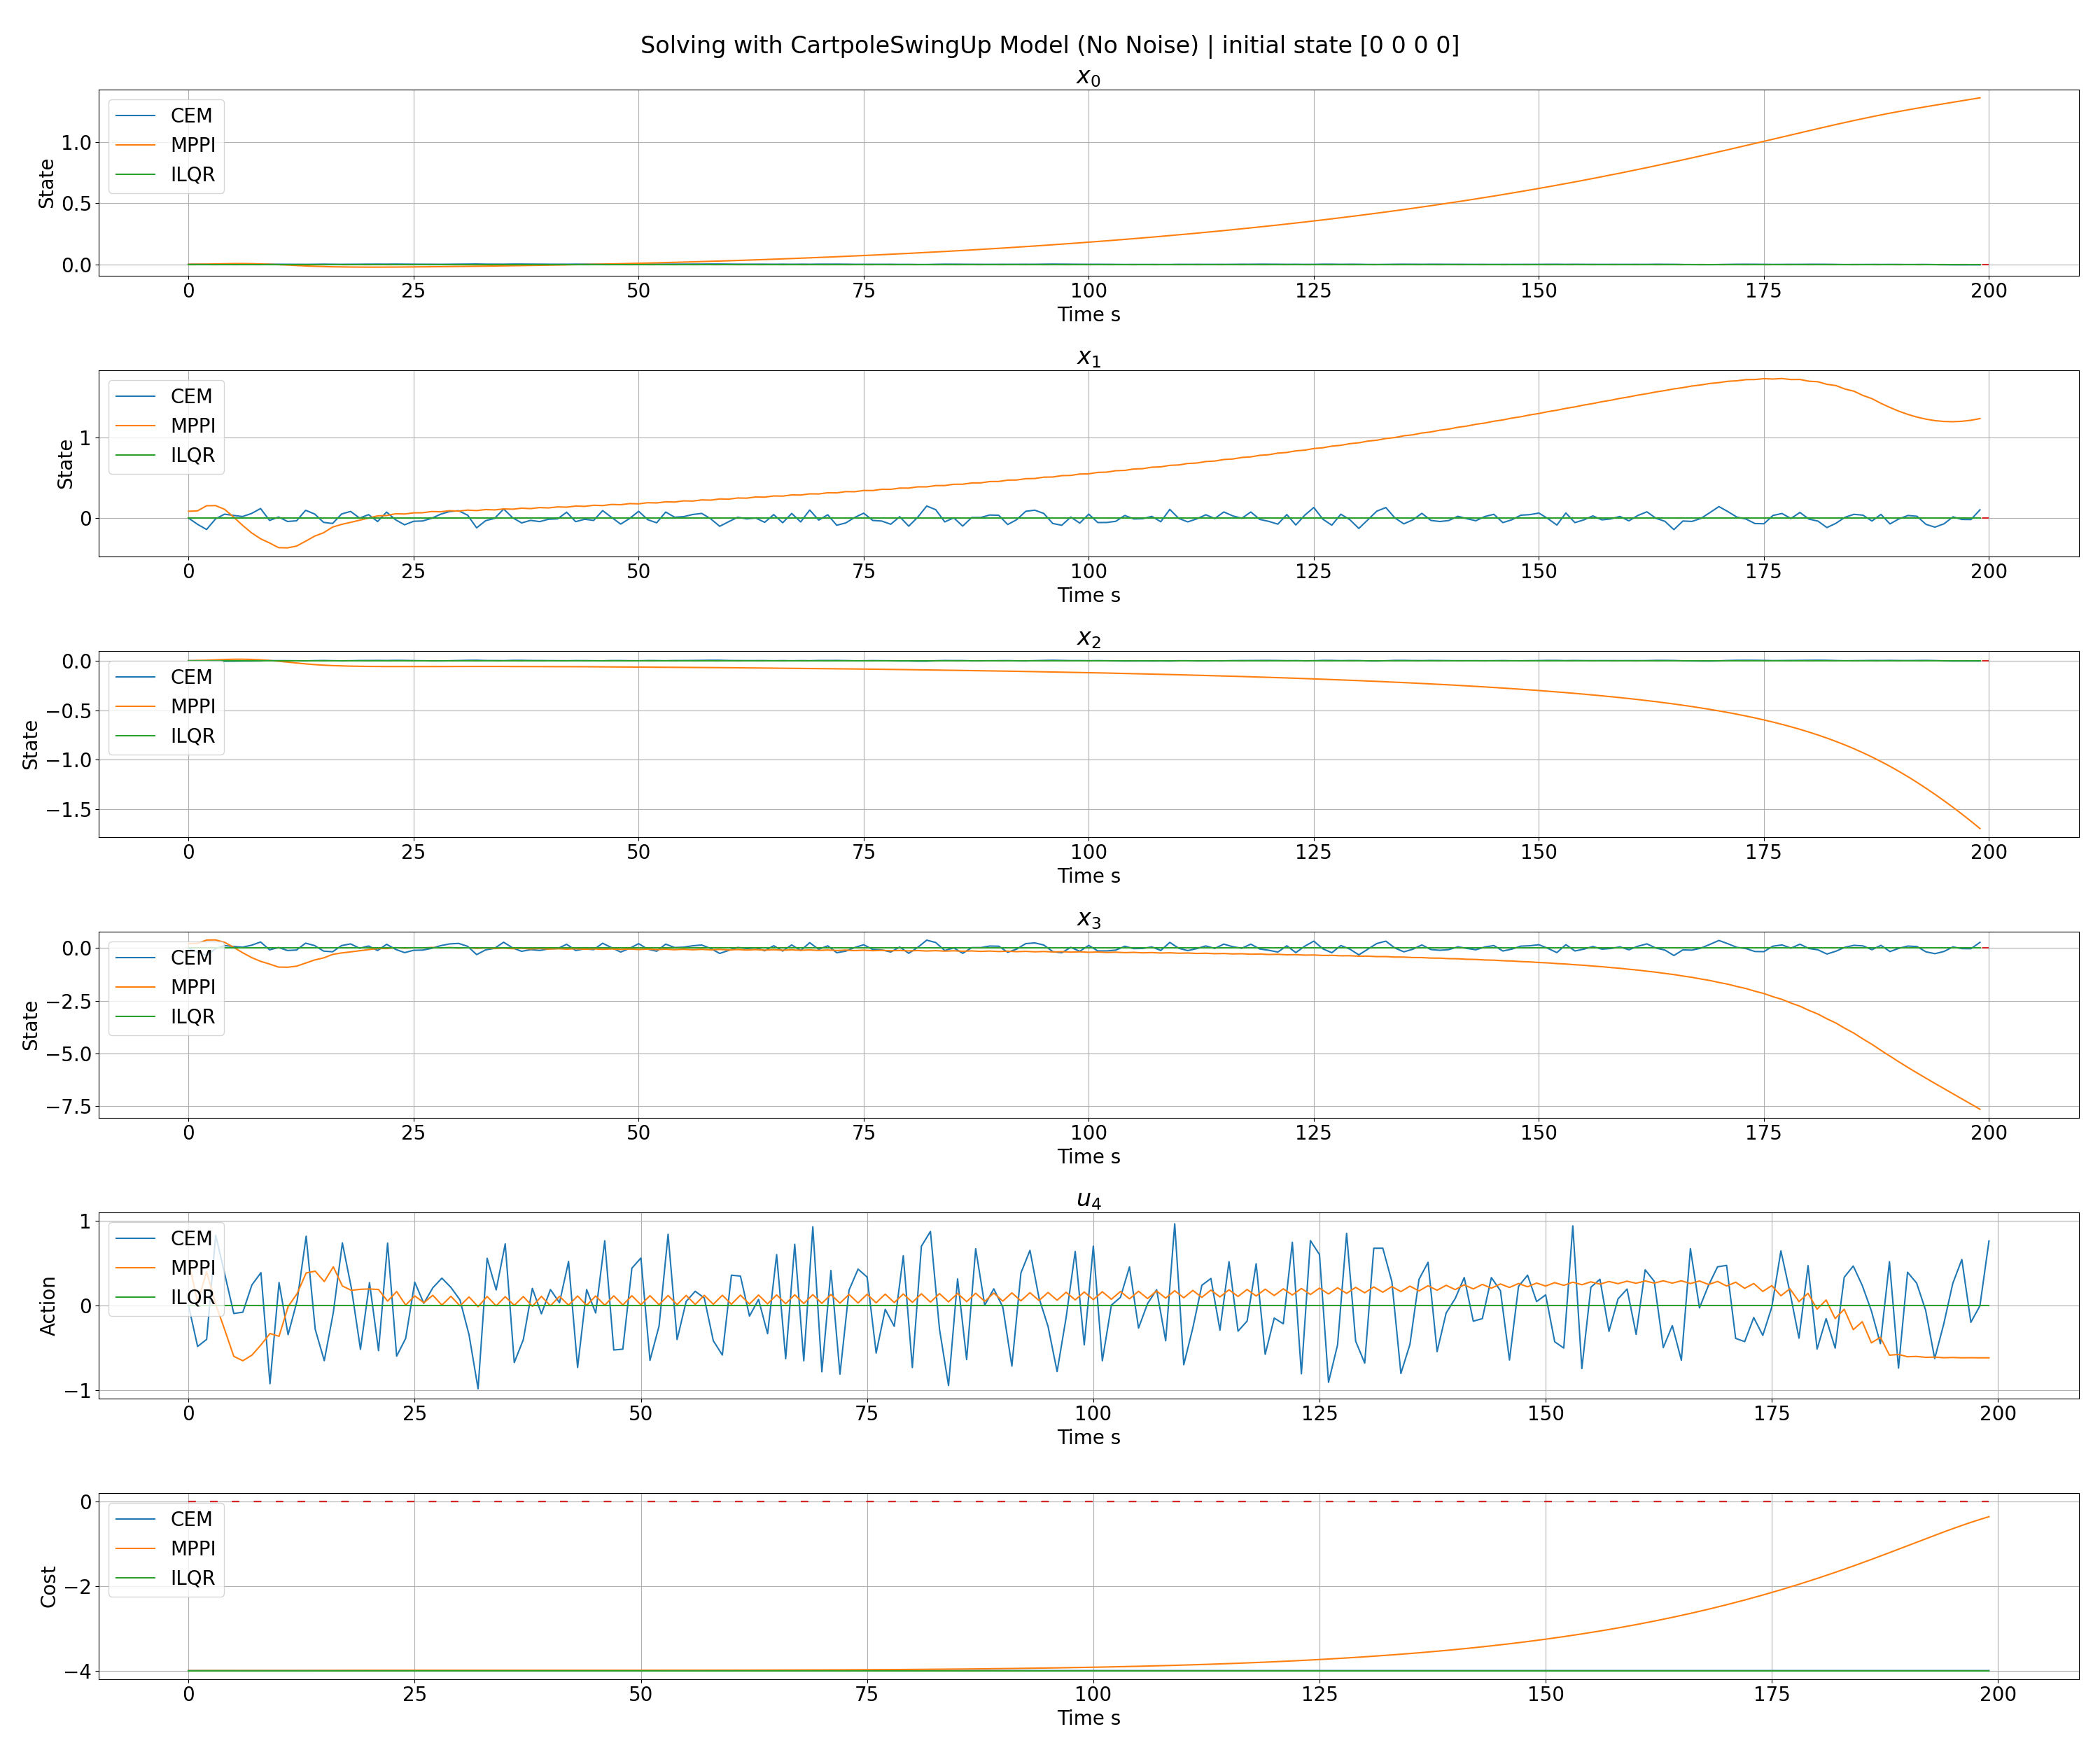 Solving with CartpoleSwingUp Model (No Noise) | initial state [0 0 0 0]
x₀
State
1.0
0.5
0.0
CEM
MPPI
ILQR
0 25 50 75 100 125 150 175 200
Time s
x₁
State
1
0
CEM
MPPI
ILQR
0 25 50 75 100 125 150 175 200
Time s
x₂
State
0.0
−0.5
−1.0
−1.5
CEM
MPPI
ILQR
0 25 50 75 100 125 150 175 200
Time s
x₃
State
0.0
−2.5
−5.0
−7.5
CEM
MPPI
ILQR
0 25 50 75 100 125 150 175 200
Time s
u₄
Action
1
0
−1
CEM
MPPI
ILQR
0 25 50 75 100 125 150 175 200
Time s
Cost
0
−2
−4
CEM
MPPI
ILQR
0 25 50 75 100 125 150 175 200
Time s